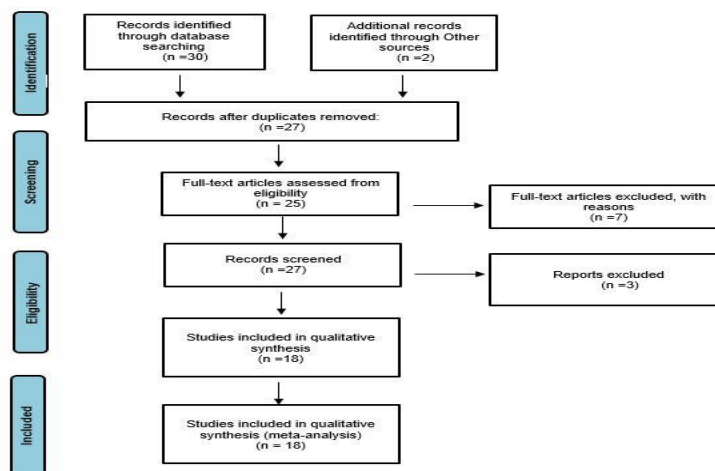 Identification
Records identified
through database
searching
(n =30)
Additional records
identified through Other
sources
(n =2)
Records after duplicates removed:
(n =27)
Screening
Full-text articles assessed from
eligibility
(n = 25)
Full-text articles excluded, with
reasons
(n =7)
Records screened
(n =27)
Reports excluded
(n =3)
Eligibility
Studies included in qualitative
synthesis
(n =18)
Included
Studies included in qualitative
synthesis (meta-analysis)
(n = 18)